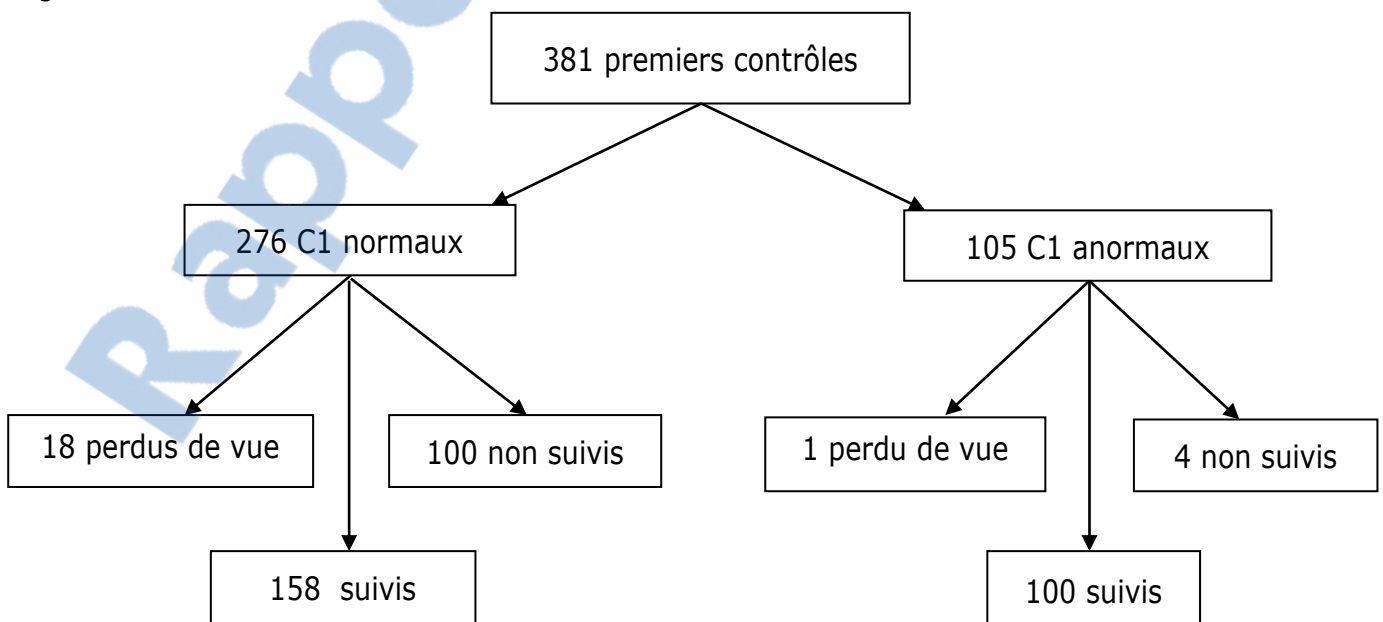 381 premiers contrôles
276 C1 normaux
105 C1 anormaux
18 perdus de vue
100 non suivis
1 perdu de vue
4 non suivis
158 suivis
100 suivis